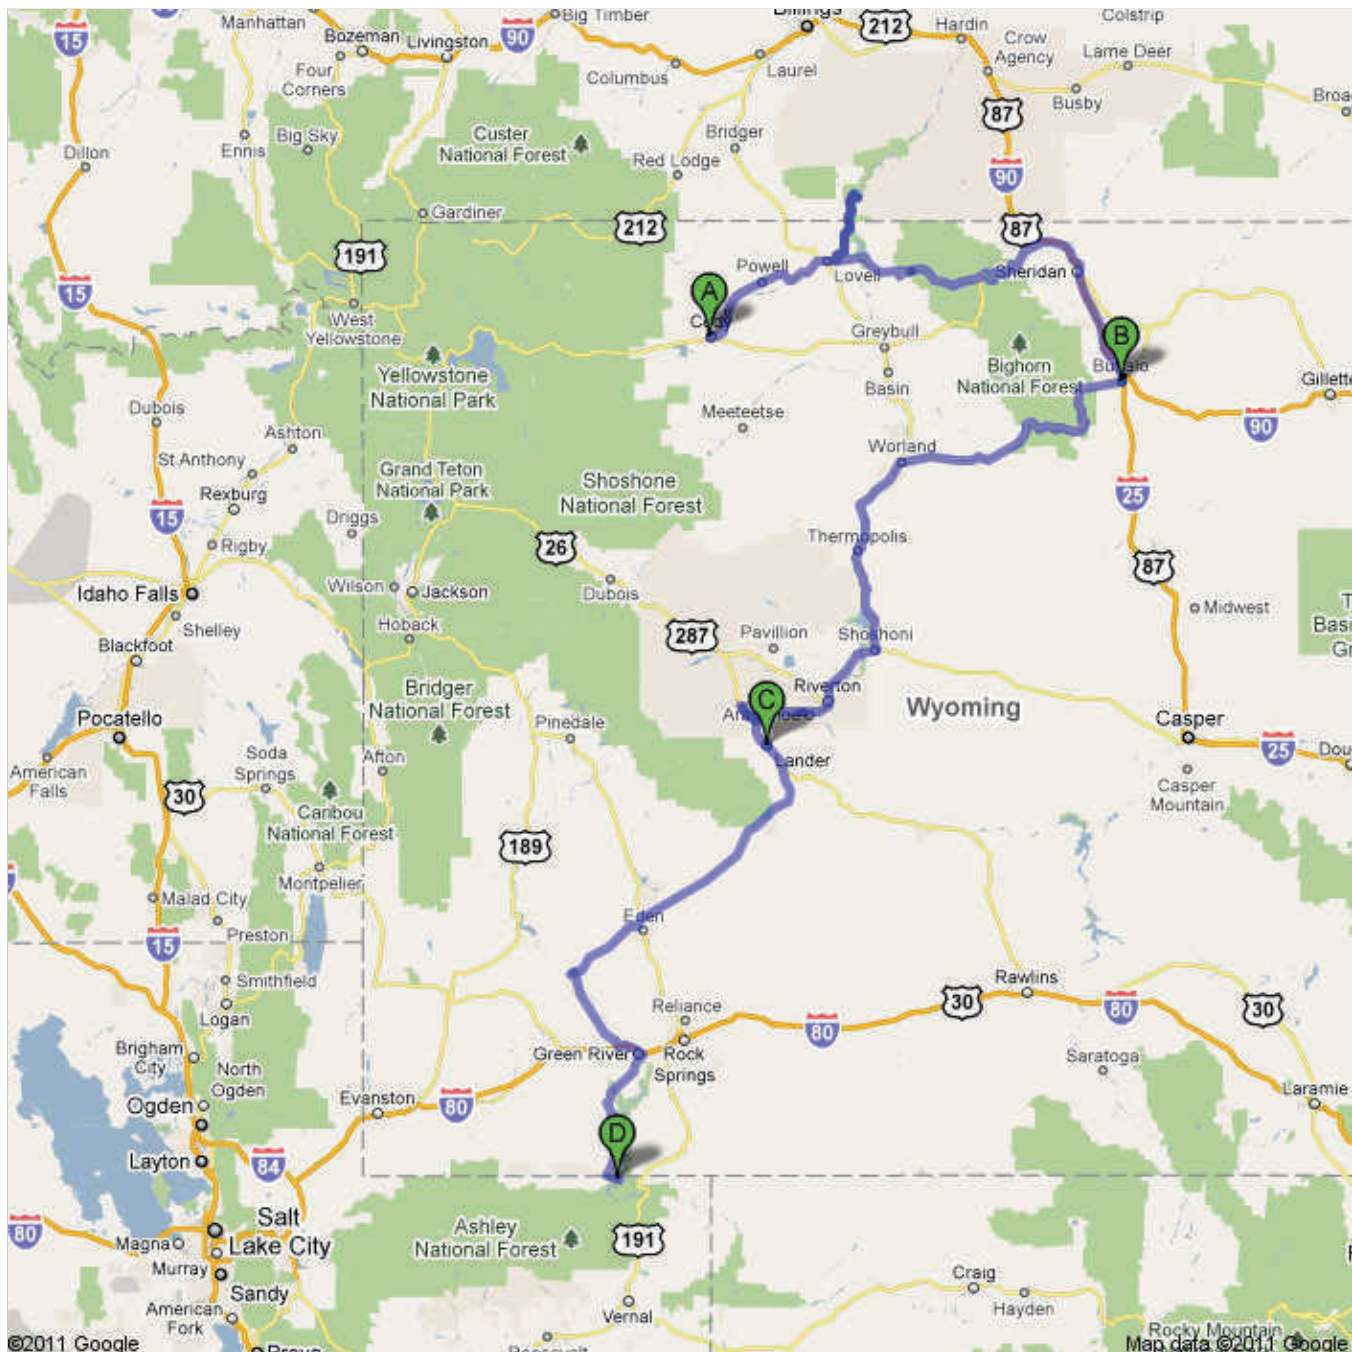 Manhattan
Big Timber
Billings
212
Hardin
Colstrip
15
Bozeman
Livingston
90
Crow
Agency
Lame Deer
Four
Corners
Columbus
Laurel
Busby
87
Big Sky
Custer
National Forest
Bridger
Ennis
Dillon
Red Lodge
90
Gardiner
212
87
191
Powell
Lovell
Sheridan
15
A
West
Yellowstone
Greybull
B
Yellowstone
National Park
Basin
Bighorn
National Forest
Buffalo
Gillette
Dubois
Meeteetse
90
Ashton
Worland
St Anthony
Grand Teton
National Park
Shoshone
National Forest
25
Rexburg
15
Driggs
Rigby
26
Thermopolis
87
Idaho Falls
Wilson
Jackson
Dubois
Midwest
Shelley
Hoback
287
Pavillion
Shoshoni
Blackfoot
Bridger
National Forest
Riverton
C
Wyoming
Pocatello
Pinedale
Casper
25
American
Falls
Soda
Springs
Afton
Lander
Casper
Mountain
30
Caribou
National Forest
189
Montpelier
Malad City
Eden
15
Preston
Smithfield
Rawlins
Logan
Reliance
30
80
30
80
Brigham
City
North
Ogden
Green River
Rock
Springs
Saratoga
Ogden
Evanston
80
Laramie
D
Layton
84
80
Salt
Lake City
Ashley
National Forest
191
Magna
Murray
Sandy
Craig
Hayden
American
Fork
Vernal
Rocky Mountain
©2011 Google
Map data ©2011 Google